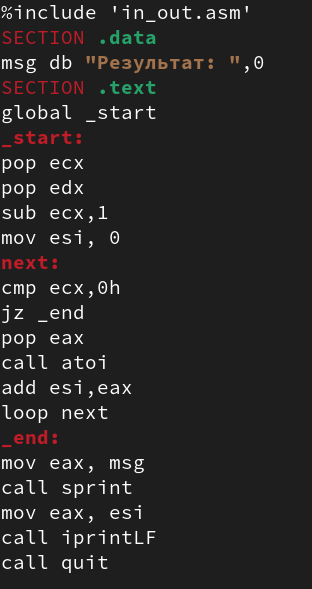 %include 'in_out.asm'
SECTION .data
msg db "Результат: ",0
SECTION .text
global _start
_start:
pop ecx
pop edx
sub ecx,1
mov esi, 0
next:
cmp ecx,0h
jz _end
pop eax
call atoi
add esi,eax
loop next
_end:
mov eax, msg
call sprint
mov eax, esi
call iprintLF
call quit